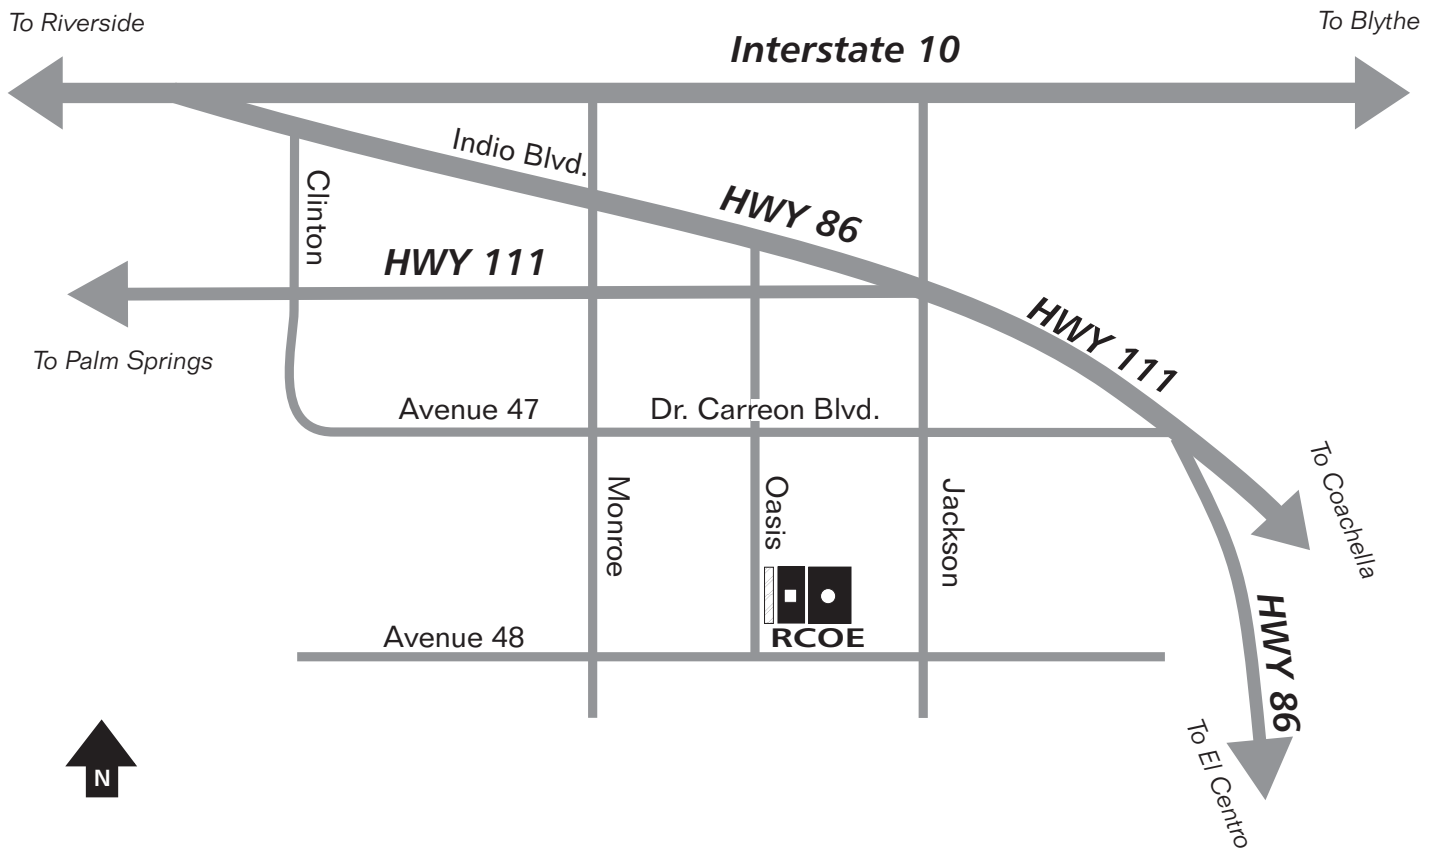 To Riverside
To Blythe
Interstate 10
Indio Blvd.
Clinton
HWY 86
HWY 111
HWY 111
To Palm Springs
Avenue 47
Dr. Carreon Blvd.
To Coachella
Monroe
Oasis
Jackson
RCOE
Avenue 48
HWY 86
To El Centro
N